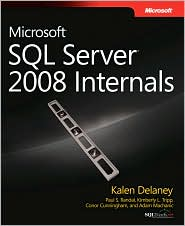 Microsoft
Microsoft
SQL Server
2008 Internals
Kalen Delaney
Paul S. Randal, Kimberly L. Tripp,
Conor Cunningham, and Adam Machanic